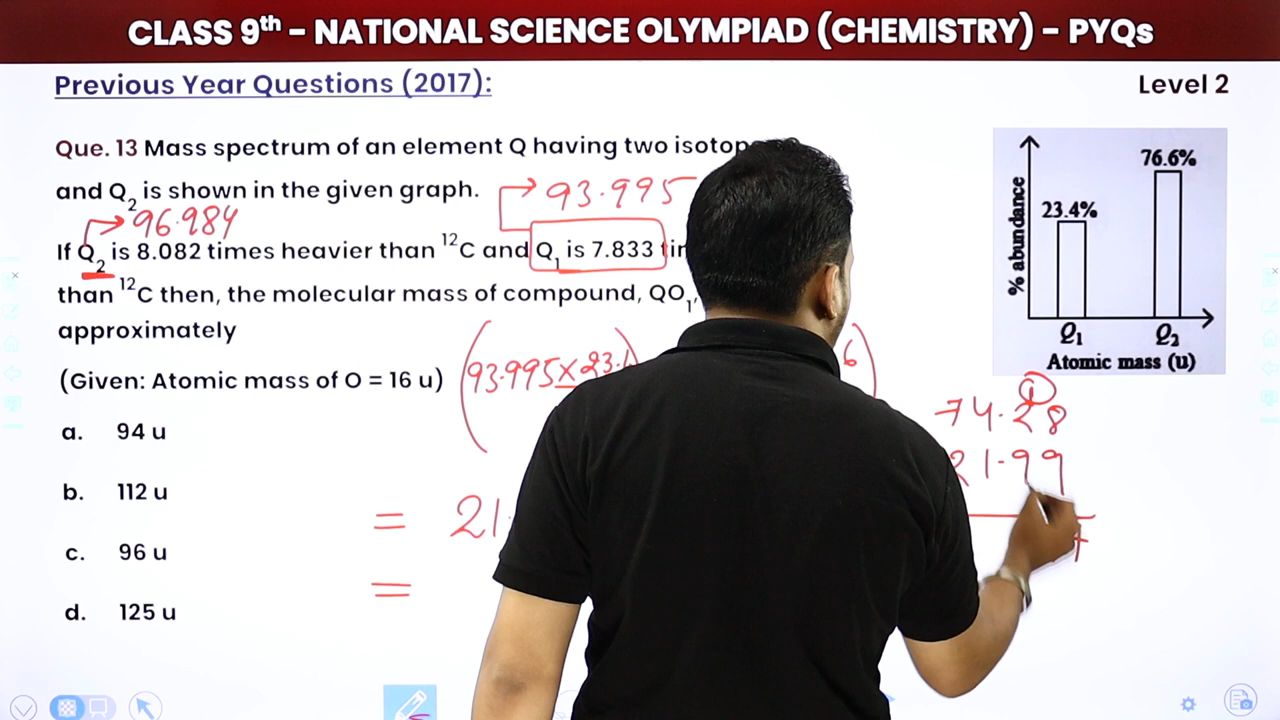 CLASS 9th – NATIONAL SCIENCE OLYMPIAD (CHEMISTRY) – PYQs
Previous Year Questions (2017):
Level 2
Que. 13 Mass spectrum of an element Q having two
and Q2 is shown in the given graph.
93.995
96.984
If Q2 is 8.082 times heavier than 12C and Q1 is 7.833
than 12C then, the molecular mass of compound, QO1,
approximately
(Given: Atomic mass of O = 16 u)
(93.995 × 23.
6)
a. 94 u
b. 112 u
c. 96 u
d. 125 u
= 21.
=
1
74.28
21.99
% abundance
23.4%
76.6%
Q1
Q2
Atomic mass (u)